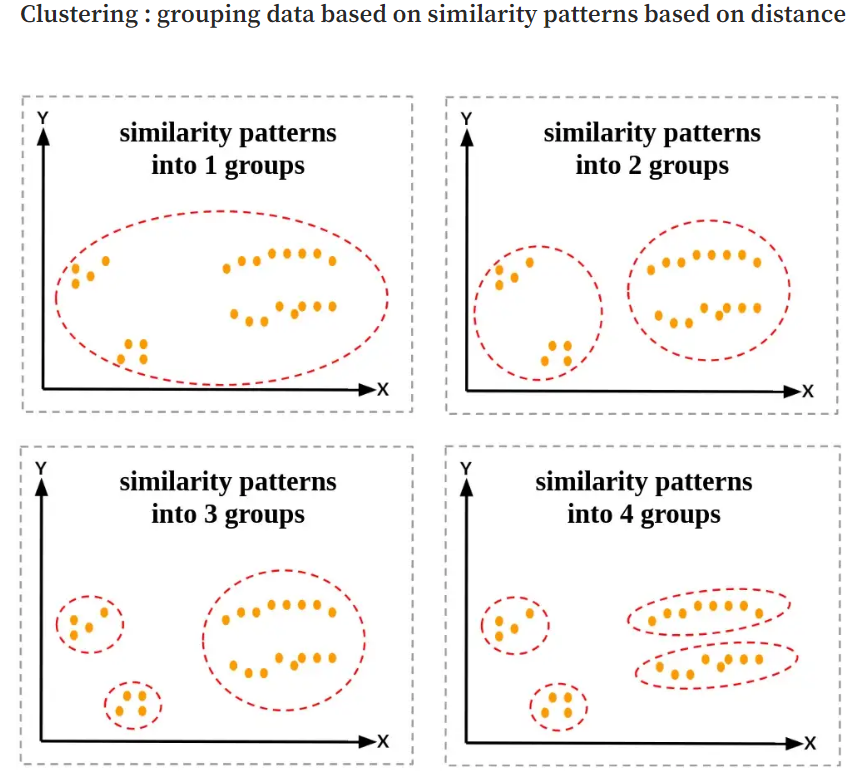 Clustering : grouping data based on similarity patterns based on distance
Y
similarity patterns
into 1 groups
X
Y
similarity patterns
into 2 groups
X
Y
similarity patterns
into 3 groups
X
Y
similarity patterns
into 4 groups
X